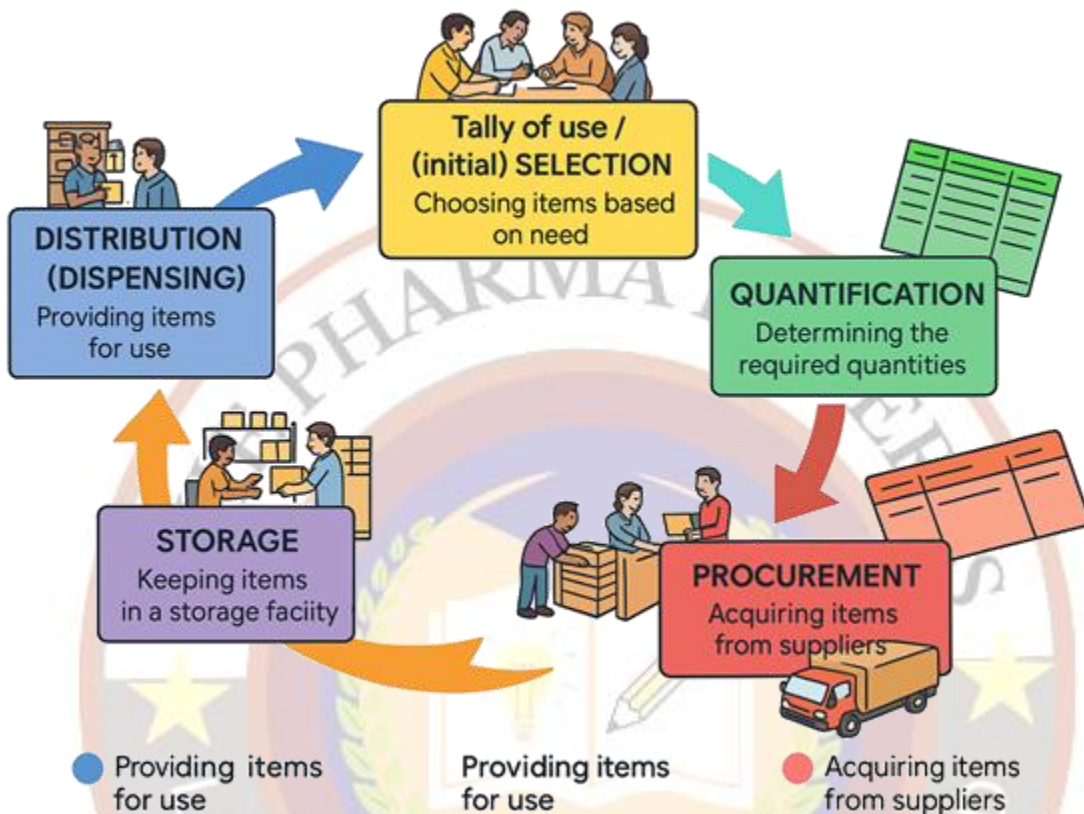 Tally of use /
(initial) SELECTION
Choosing items based
on need
DISTRIBUTION
(DISPENSING)
Providing items
for use
QUANTIFICATION
Determining the
required quantities
STORAGE
Keeping items
in a storage faciity
PROCUREMENT
Acquiring items
from suppliers
Providing items
for use
Providing items
for use
Acquiring items
from suppliers